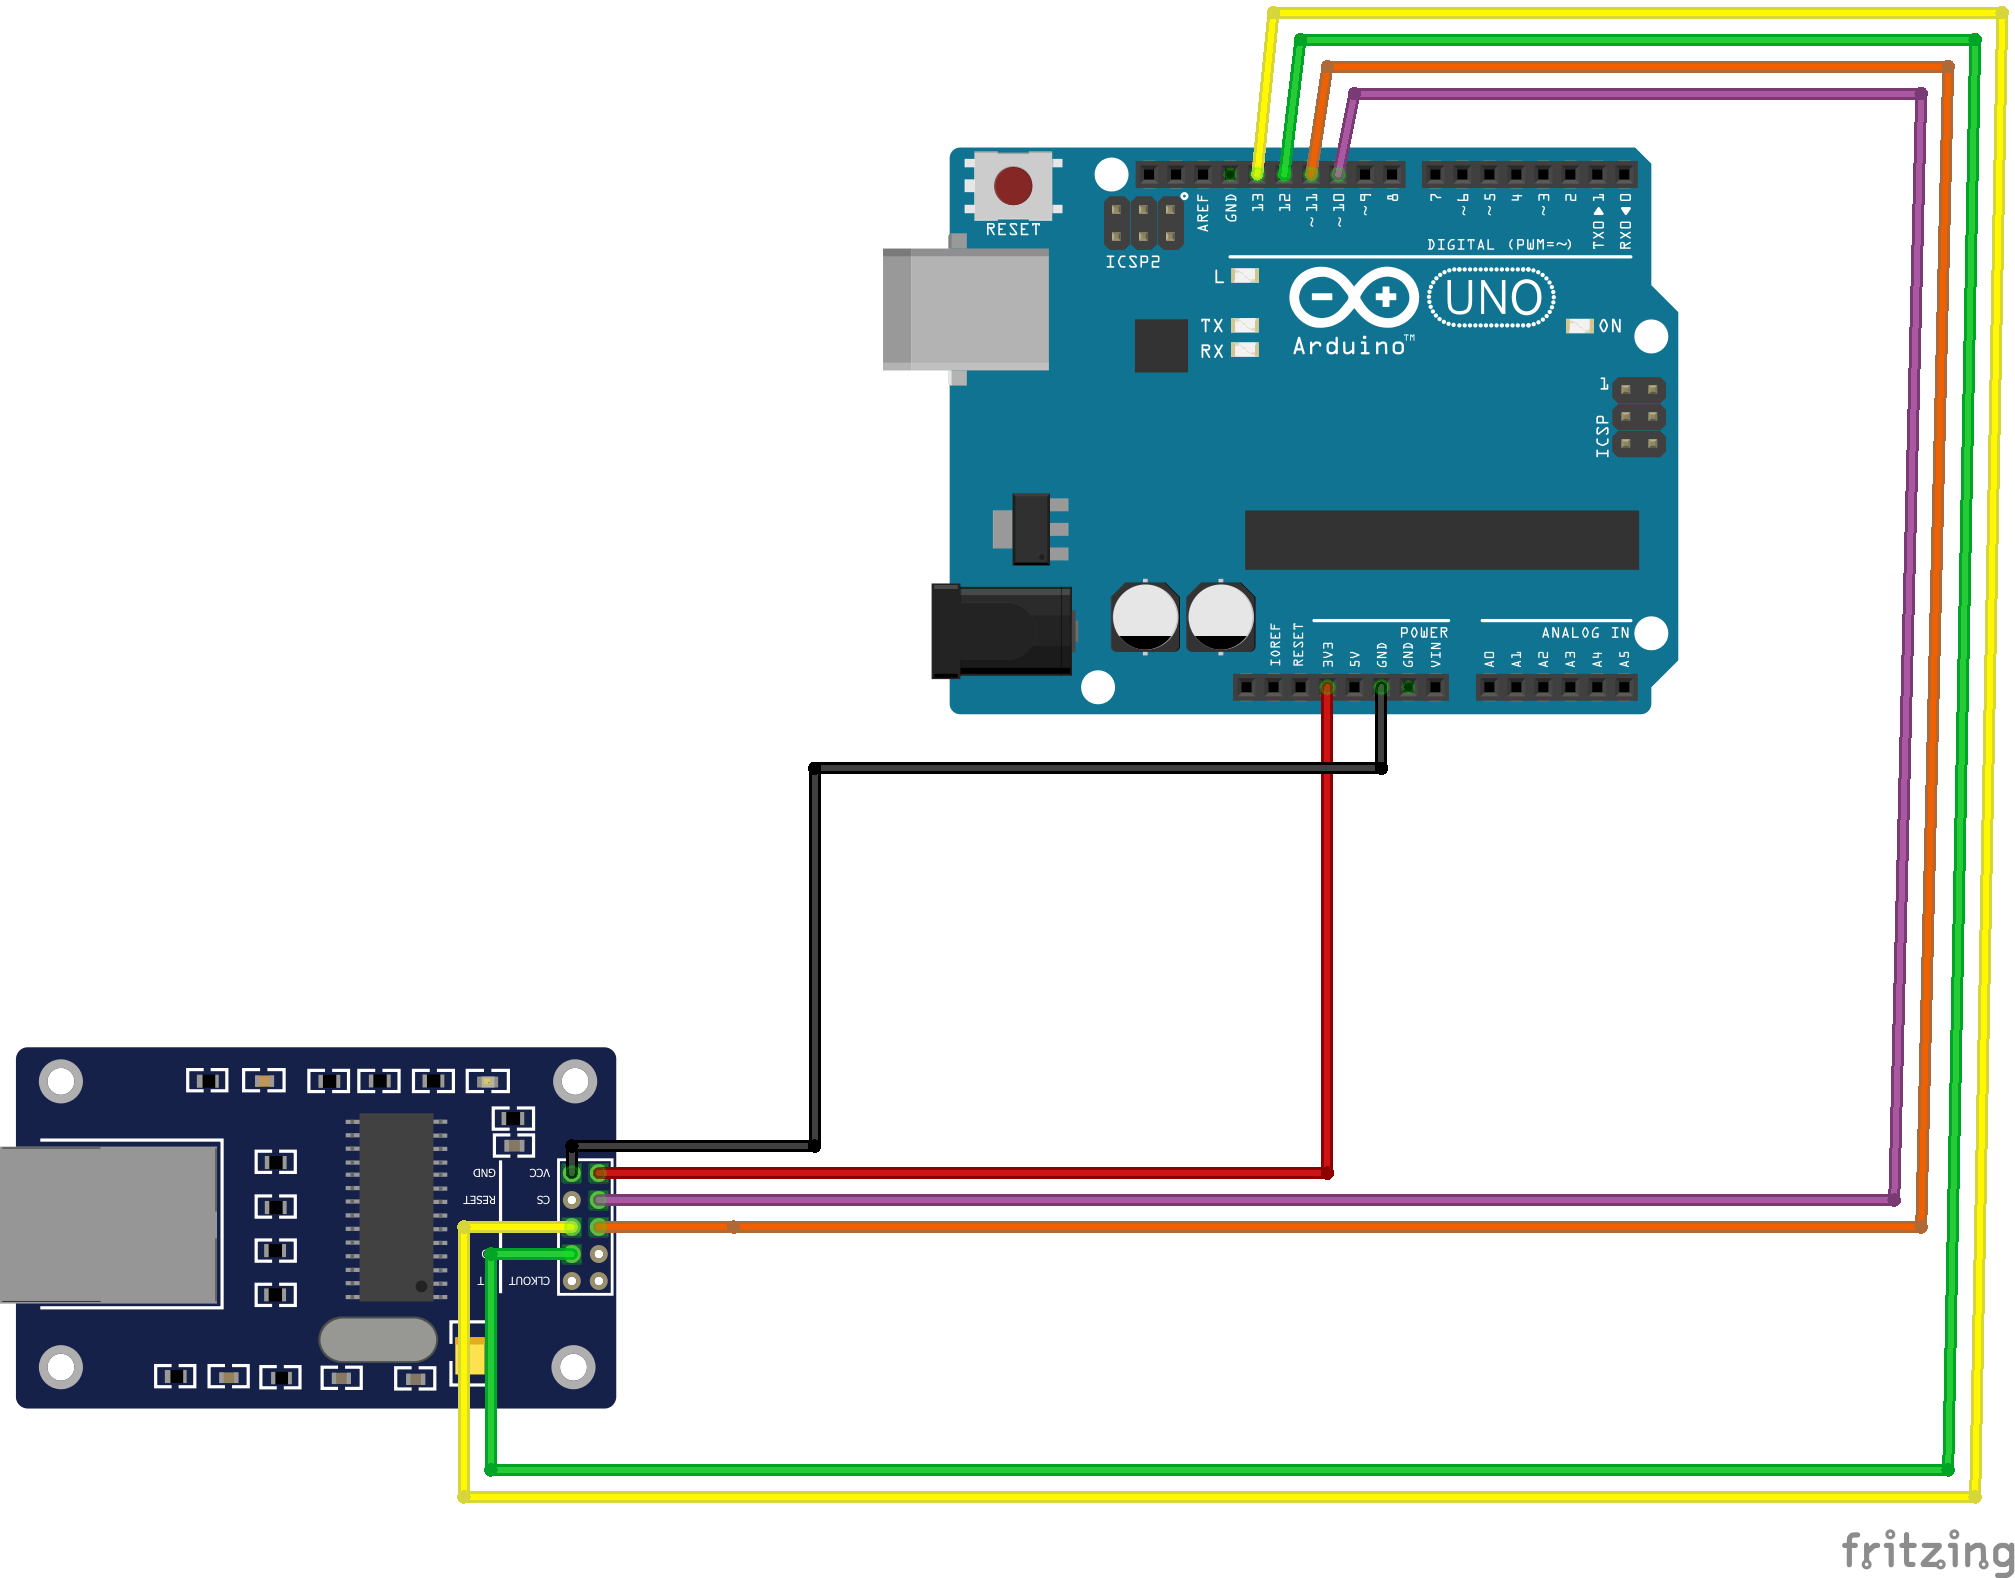 RESET
ICSP2
AREF
GND
13
12
~11
~10
~9
8
7
~6
~5
4
~3
2
TX0▶1
RX0◀0
DIGITAL (PWM=~)
L
TX
RX
Arduino™
UNO
ON
1
ICSP
IOREF
RESET
3V3
5V
GND
GND
VIN
POWER
ANALOG IN
A0
A1
A2
A3
A4
A5
GND VCC
RESET CS
CLKOUT
fritzing